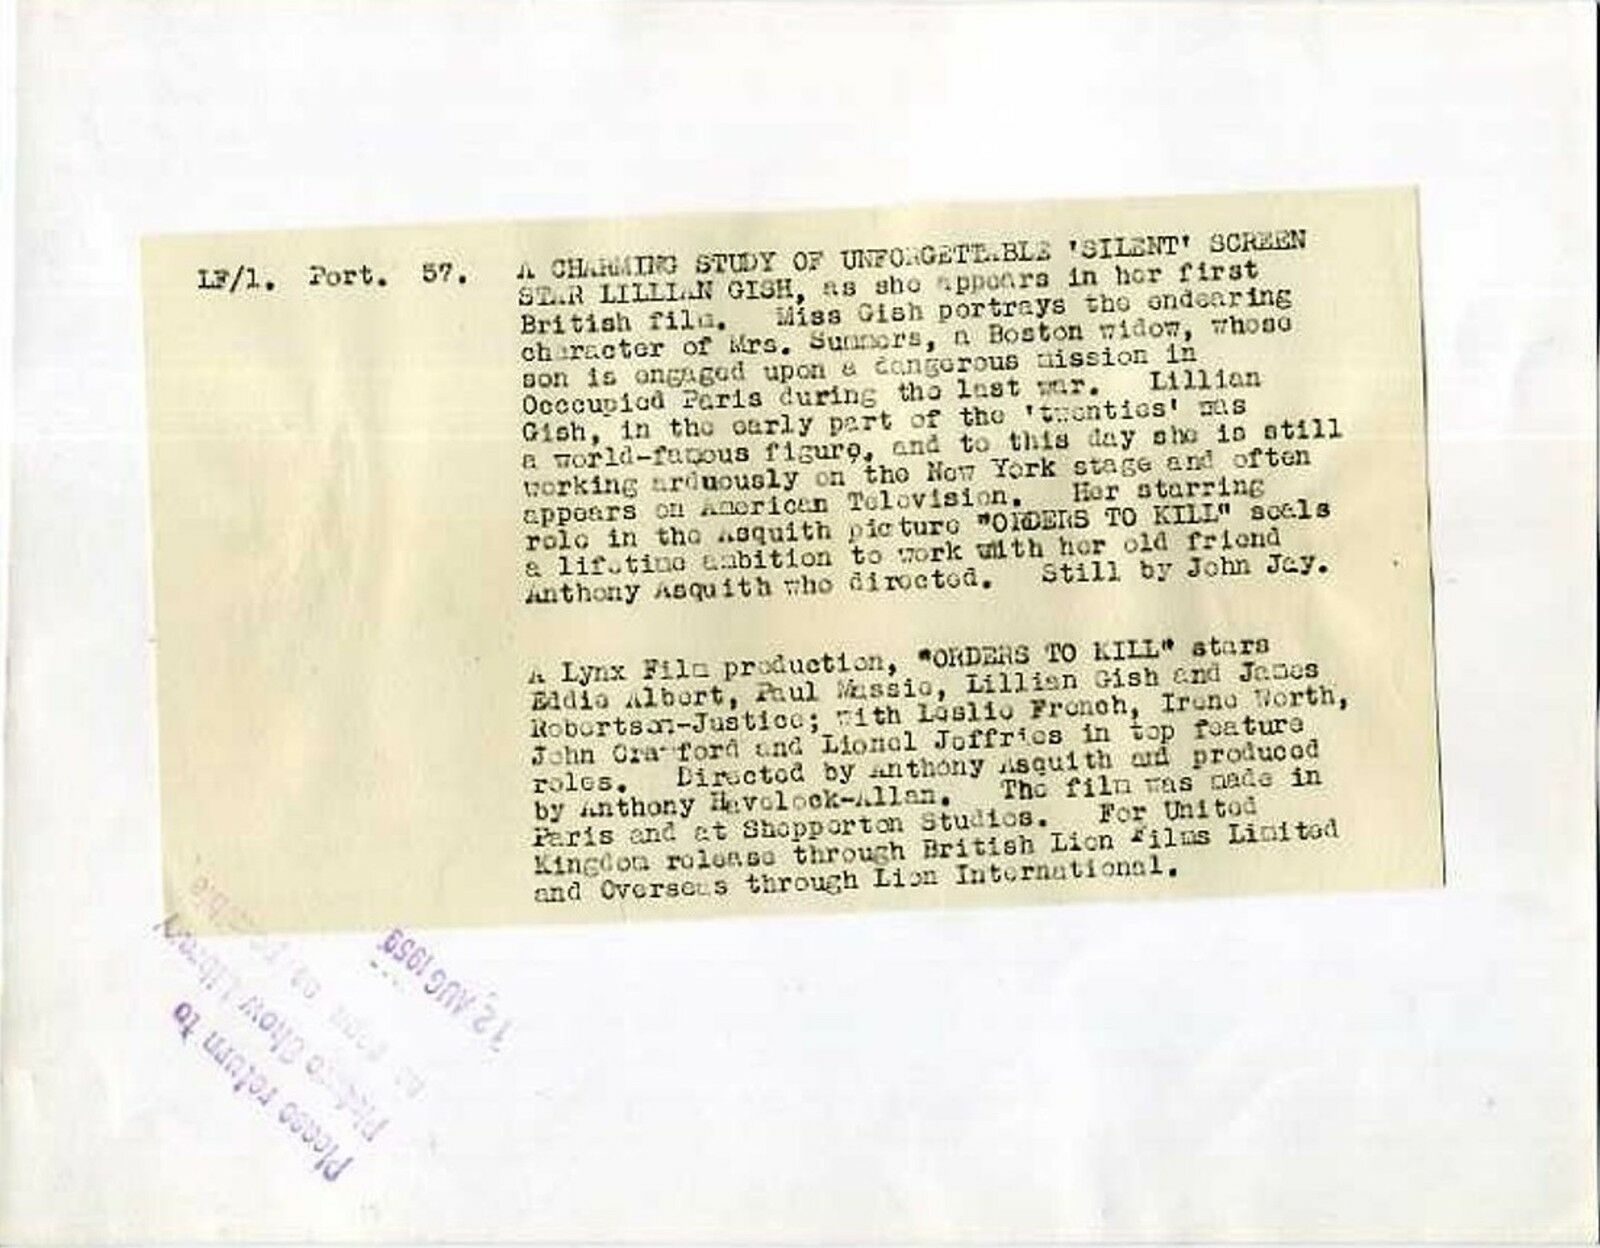 LF/1. Port. 57.
A CHARMING STUDY OF UNFORGETTABLE 'SILENT' SCREEN
STAR LILLIAN GISH, as she appears in her first
British film. Miss Gish portrays the endearing
character of Mrs. Summers, a Boston widow, whose
son is engaged upon a dangerous mission in
Occcupied Paris during the last war. Lillian
Gish, in the early part of the 'twenties' was
a world-famous figure, and to this day she is still
working arduously on the New York stage and often
appears on American Television. Her starring
role in the Asquith picture "ORDERS TO KILL" seals
a lifetime ambition to work with her old friend
Anthony Asquith who directed. Still by John Jay.
A Lynx Film production, "ORDERS TO KILL" stars
Eddie Albert, Paul Massie, Lillian Gish and James
Robertson-Justice; with Leslie French, Irene Worth,
John Crawford and Lionel Jeffries in top feature
roles. Directed by Anthony Asquith and produced
by Anthony Havelock-Allan. The film was made in
Paris and at Shepperton Studios. For United
Kingdom release through British Lion Films Limited
and Overseas through Lion International.
Please return to
Picture Show Library
as soon as possible
12 AUG 1959